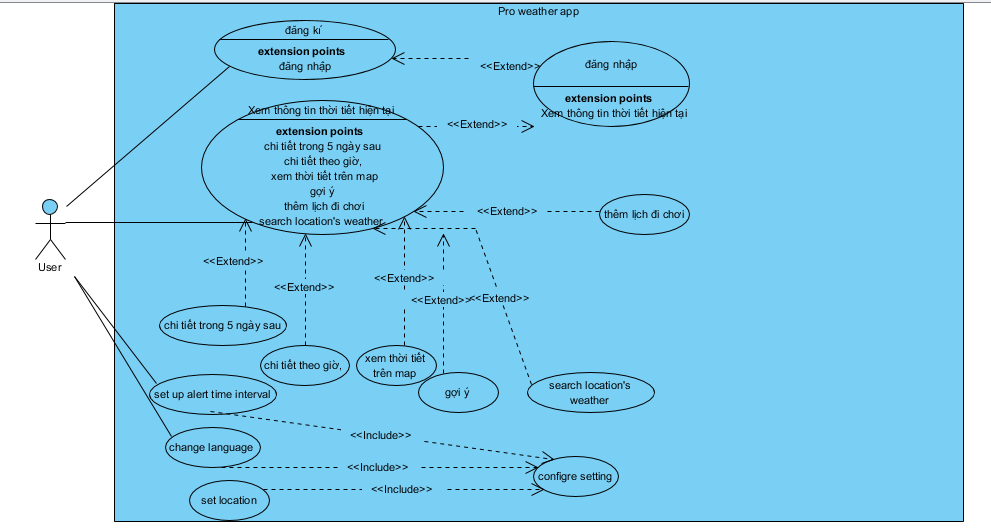 Pro weather app
đăng kí
extension points
đăng nhập
<<Extend>>
đăng nhập
extension points
Xem thông tin thời tiết hiện tại
Xem thông tin thời tiết hiện tại
extension points
chi tiết trong 5 ngày sau
chi tiết theo giờ,
xem thời tiết trên map
gợi ý
thêm lịch đi chơi
search location's weather
<<Extend>>
<<Extend>>
thêm lịch đi chơi
User
<<Extend>>
<<Extend>>
<<Extend>>
<<Extend>>
<<Extend>>
chi tiết trong 5 ngày sau
chi tiết theo giờ,
xem thời tiết
trên map
gợi ý
search location's
weather
set up alert time interval
<<Include>>
change language
<<Include>>
configre setting
set location
<<Include>>